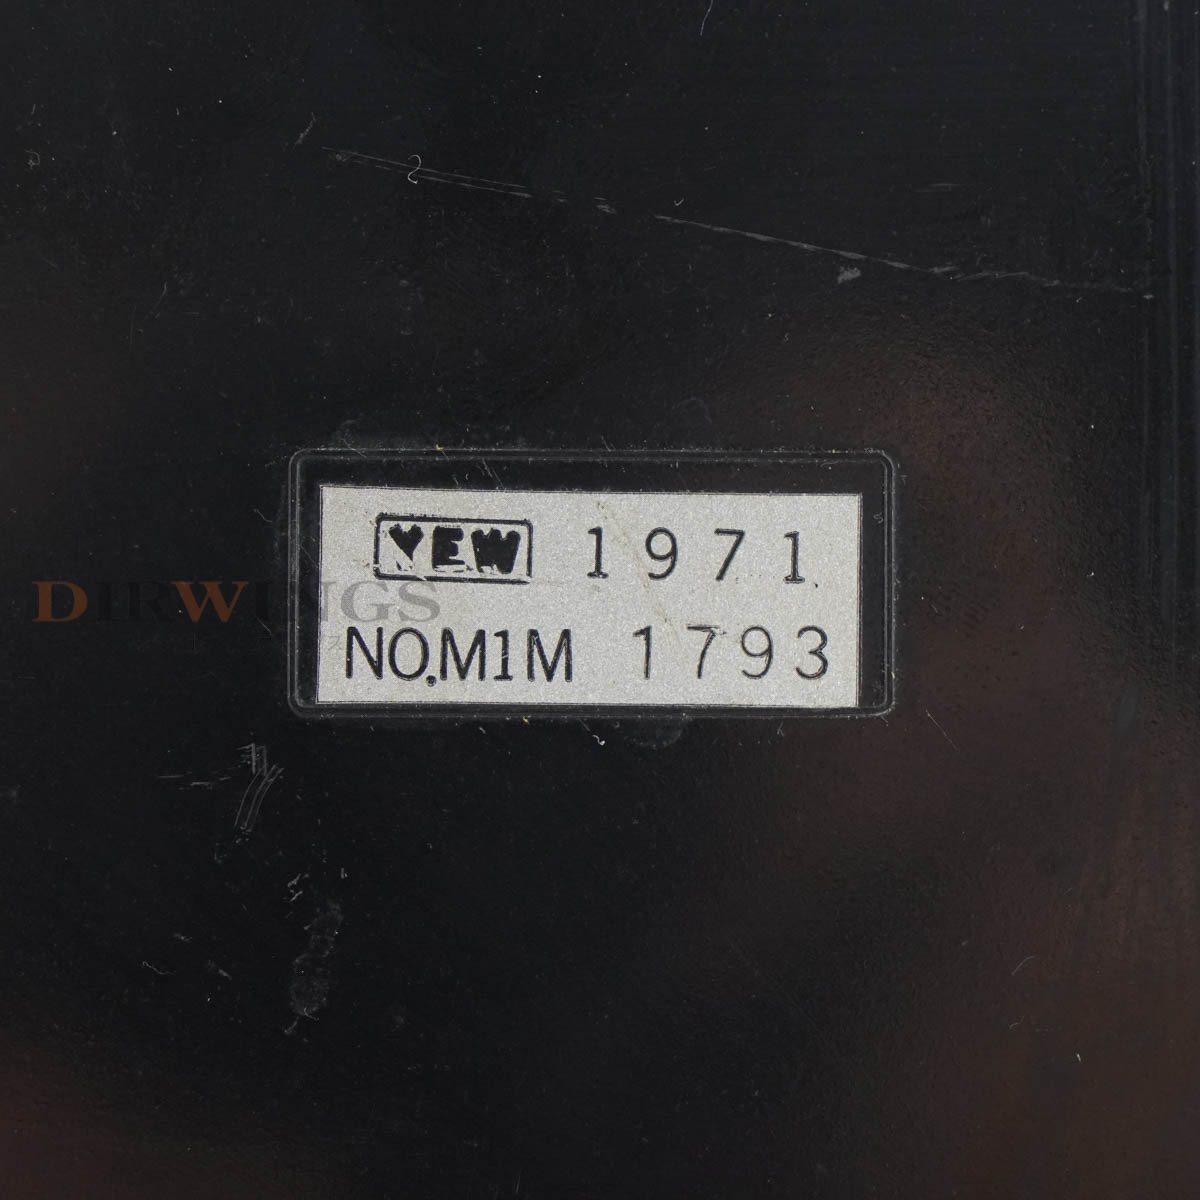 YEW 1971
DIRWINGS
NO.M1M 1793